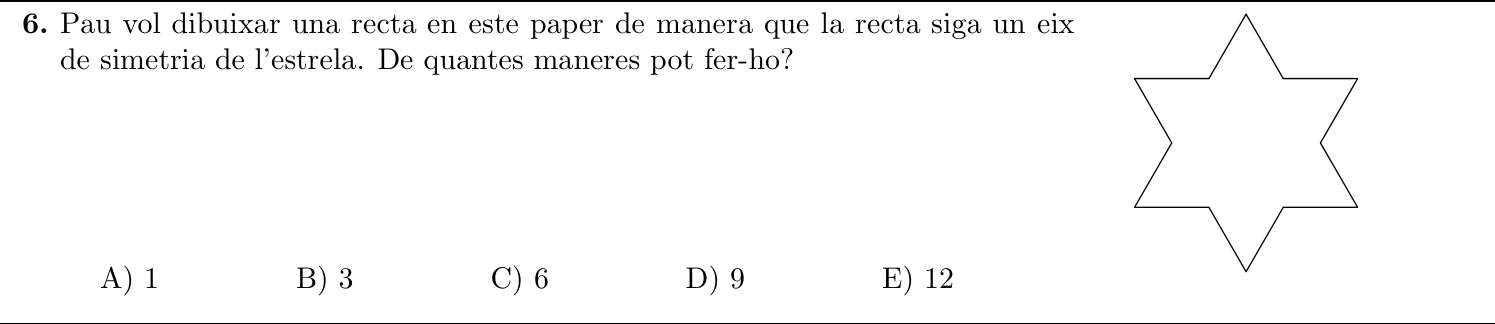 6. Pau vol dibuixar una recta en este paper de manera que la recta siga un eix
de simetria de l'estrela. De quantes maneres pot fer-ho?
A) 1 B) 3 C) 6 D) 9 E) 12